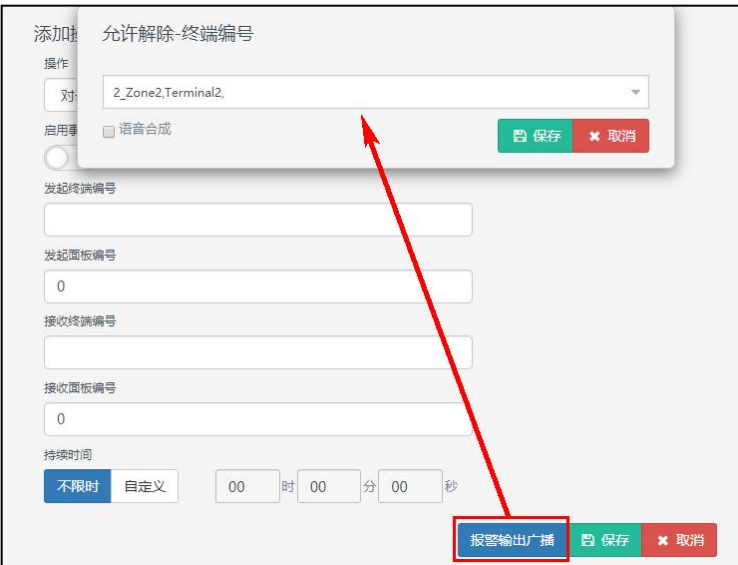 添加
允许解除-终端编号
操作
对
2_Zone2,Terminal2,
启用事
语音合成
保存
取消
发起终端编号
发起面板编号
0
接收终端编号
接收面板编号
0
持续时间
不限时 自定义 00 时 00 分 00 秒
报警输出广播 保存 取消